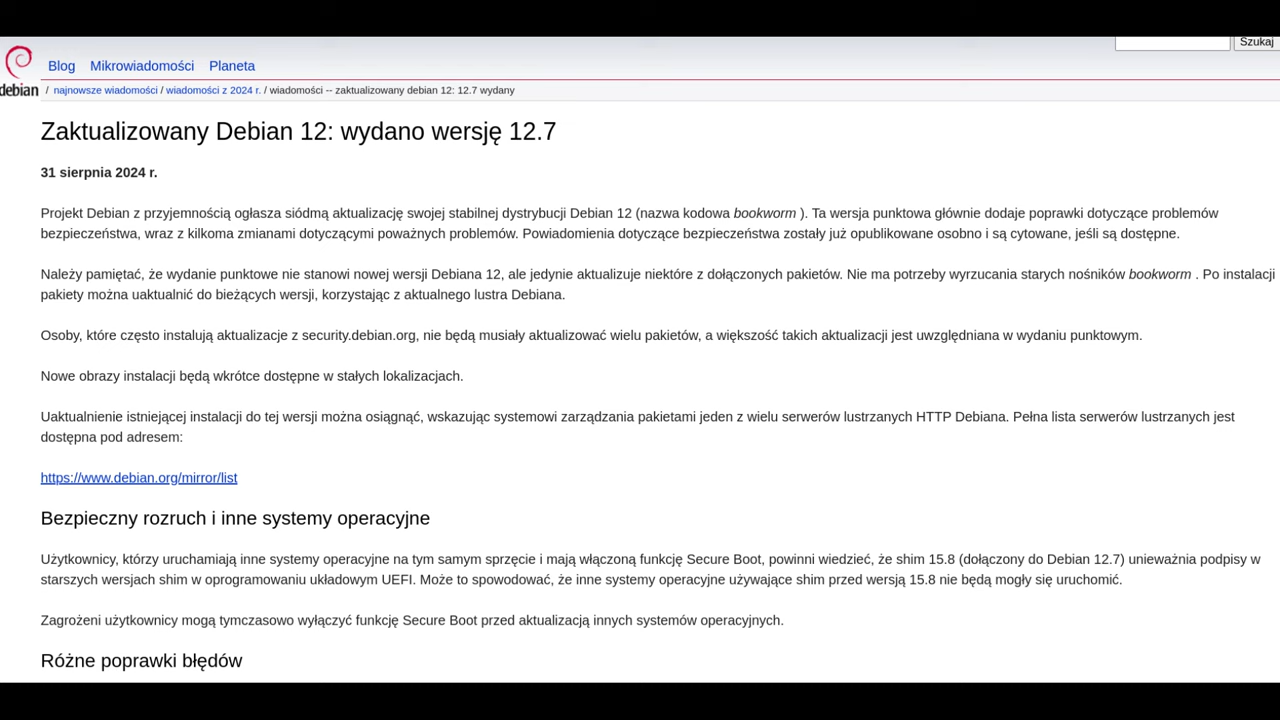 Szukaj
Blog Mikrowiadomości Planeta
debian / najnowsze wiadomości / wiadomości z 2024 r. / wiadomości -- zaktualizowany debian 12: 12.7 wydany
Zaktualizowany Debian 12: wydano wersję 12.7
31 sierpnia 2024 r.
Projekt Debian z przyjemnością ogłasza siódmą aktualizację swojej stabilnej dystrybucji Debian 12 (nazwa kodowa bookworm ). Ta wersja punktowa głównie dodaje poprawki dotyczące problemów
bezpieczeństwa, wraz z kilkoma zmianami dotyczącymi poważnych problemów. Powiadomienia dotyczące bezpieczeństwa zostały już opublikowane osobno i są cytowane, jeśli są dostępne.
Należy pamiętać, że wydanie punktowe nie stanowi nowej wersji Debiana 12, ale jedynie aktualizuje niektóre z dołączonych pakietów. Nie ma potrzeby wyrzucania starych nośników bookworm . Po instalacji
pakiety można uaktualnić do bieżących wersji, korzystając z aktualnego lustra Debiana.
Osoby, które często instalują aktualizacje z security.debian.org, nie będą musiały aktualizować wielu pakietów, a większość takich aktualizacji jest uwzględniana w wydaniu punktowym.
Nowe obrazy instalacji będą wkrótce dostępne w stałych lokalizacjach.
Uaktualnienie istniejącej instalacji do tej wersji można osiągnąć, wskazując systemowi zarządzania pakietami jeden z wielu serwerów lustrzanych HTTP Debiana. Pełna lista serwerów lustrzanych jest
dostępna pod adresem:
https://www.debian.org/mirror/list
Bezpieczny rozruch i inne systemy operacyjne
Użytkownicy, którzy uruchamiają inne systemy operacyjne na tym samym sprzęcie i mają włączoną funkcję Secure Boot, powinni wiedzieć, że shim 15.8 (dołączony do Debian 12.7) unieważnia podpisy w
starszych wersjach shim w oprogramowaniu układowym UEFI. Może to spowodować, że inne systemy operacyjne używające shim przed wersją 15.8 nie będą mogły się uruchomić.
Zagrożeni użytkownicy mogą tymczasowo wyłączyć funkcję Secure Boot przed aktualizacją innych systemów operacyjnych.
Różne poprawki błędów